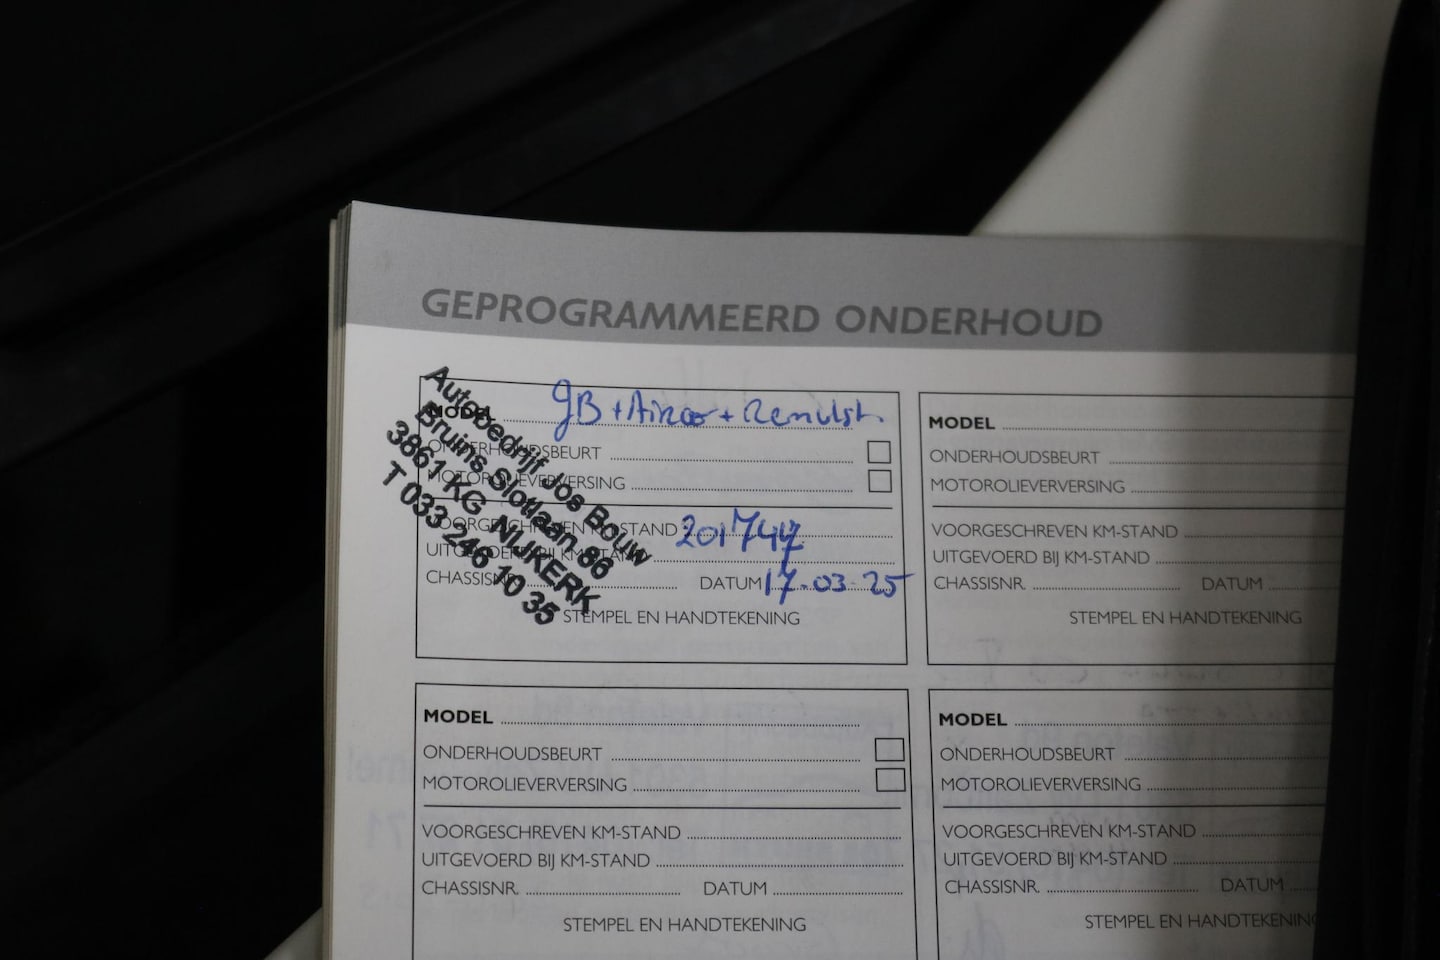 GEPROGRAMMEERD ONDERHOUD
Autobedrijf Jos Bouw
Bruins Slotlaan 86
3861 KG NIJKERK
T 033 246 10 35
MODEL gB + Airco + Remvlst.
ONDERHOUDSBEURT
MOTOROLIEVERVERSING
VOORGESCHREVEN KM-STAND 201747
UITGEVOERD BIJ KM-STAND
CHASSISNR. DATUM 17-03-25
STEMPEL EN HANDTEKENING
MODEL
ONDERHOUDSBEURT
MOTOROLIEVERVERSING
VOORGESCHREVEN KM-STAND
UITGEVOERD BIJ KM-STAND
CHASSISNR. DATUM
STEMPEL EN HANDTEKENING
MODEL
ONDERHOUDSBEURT
MOTOROLIEVERVERSING
VOORGESCHREVEN KM-STAND
UITGEVOERD BIJ KM-STAND
CHASSISNR. DATUM
STEMPEL EN HANDTEKENING
MODEL
ONDERHOUDSBEURT
MOTOROLIEVERVERSING
VOORGESCHREVEN KM-STAND
UITGEVOERD BIJ KM-STAND
CHASSISNR. DATUM
STEMPEL EN HANDTEKENING